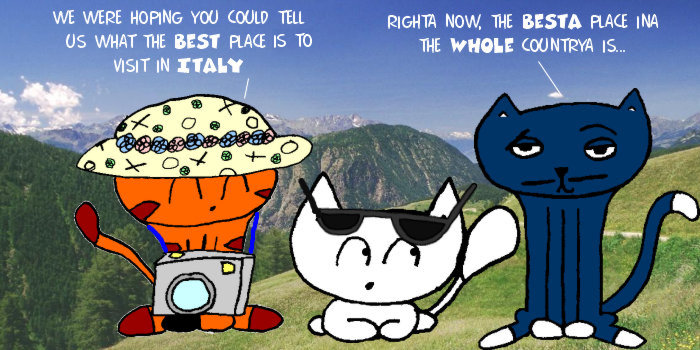 WE WERE HOPING YOU COULD TELL
US WHAT THE BEST PLACE IS TO
VISIT IN ITALY
RIGHTA NOW, THE BESTA PLACE INA
THE WHOLE COUNTRYA IS...